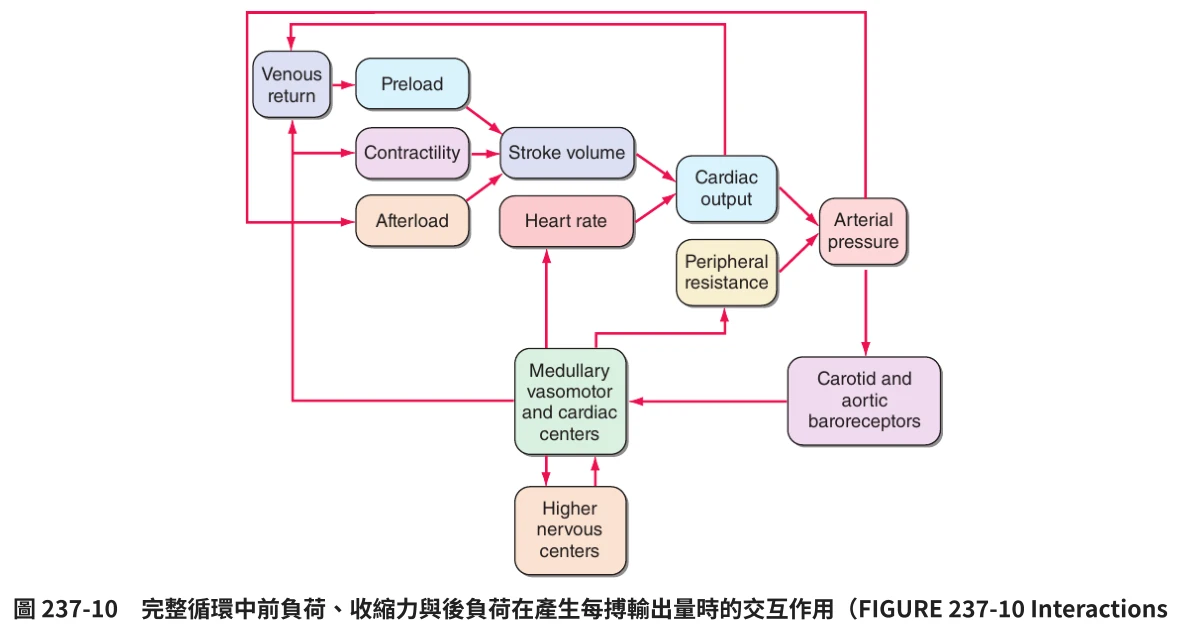 Venous
return
Preload
Contractility
Stroke volume
Cardiac
output
Afterload
Heart rate
Arterial
pressure
Peripheral
resistance
Medullary
vasomotor
and cardiac
centers
Carotid and
aortic
baroreceptors
Higher
nervous
centers
圖 237-10 完整循環中前負荷、收縮力與後負荷在產生每搏輸出量時的交互作用（FIGURE 237-10 Interactions